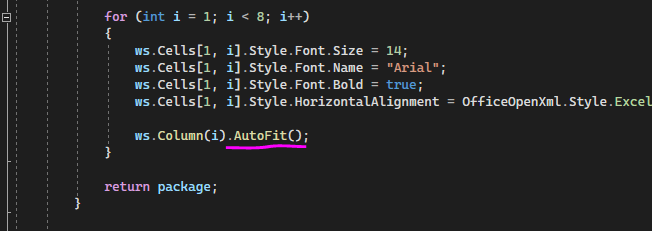 for (int i = 1; i < 8; i++)
{
ws.Cells[1, i].Style.Font.Size = 14;
ws.Cells[1, i].Style.Font.Name = "Arial";
ws.Cells[1, i].Style.Font.Bold = true;
ws.Cells[1, i].Style.HorizontalAlignment = OfficeOpenXml.Style.Excel
ws.Column(i).AutoFit();
}
return package;
}